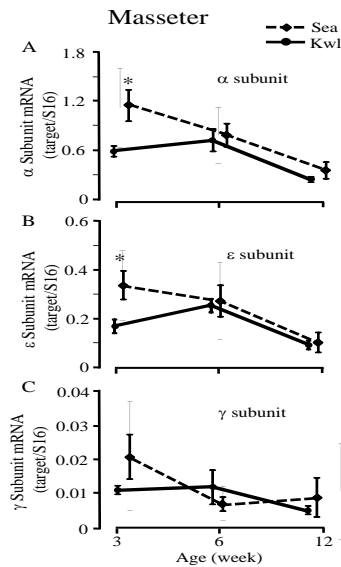 Masseter
Sea
Kwl
A
α subunit
*
α Subunit mRNA
(target/S16)
1.8
1.2
0.6
0
B
ε subunit
*
ε Subunit mRNA
(target/S16)
0.6
0.4
0.2
0
C
γ subunit
γ Subunit mRNA
(target/S16)
0.04
0.03
0.02
0.01
0
3
6
12
Age (week)